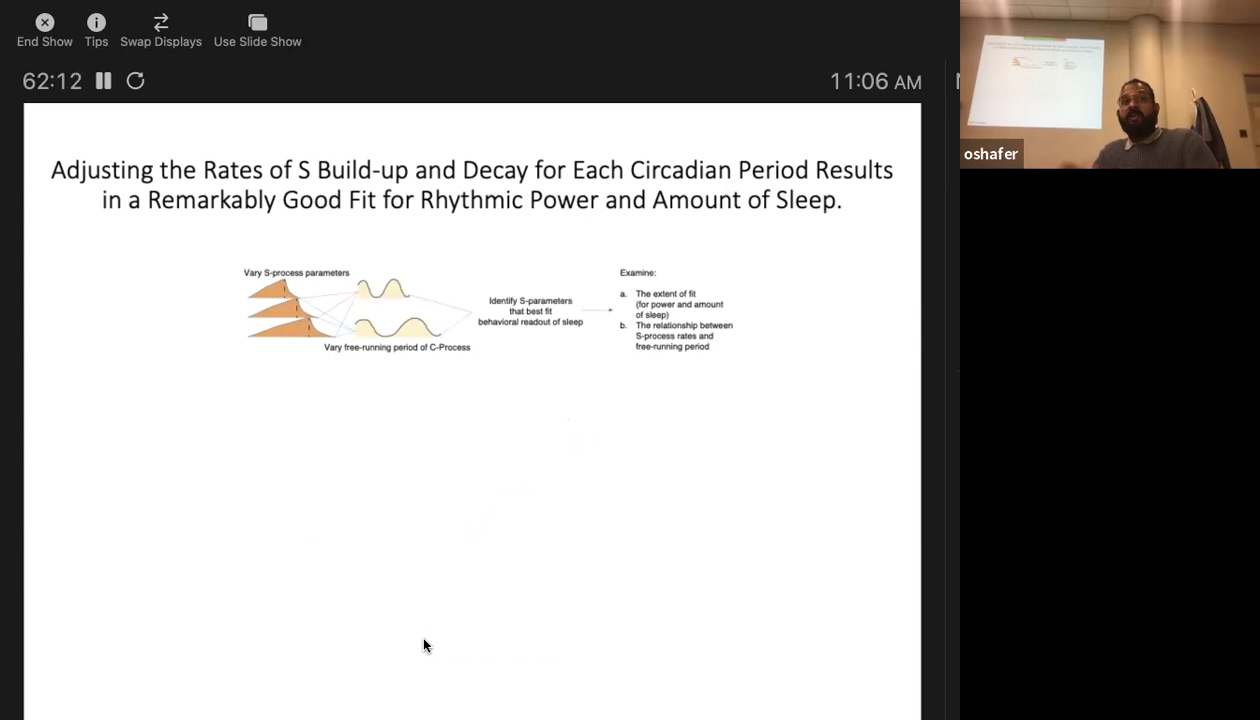 End Show
Tips
Swap Displays
Use Slide Show
62:12
11:06 AM
Adjusting the Rates of S Build-up and Decay for Each Circadian Period Results
in a Remarkably Good Fit for Rhythmic Power and Amount of Sleep.
Vary S-process parameters
Vary free-running period of C-Process
Identify S-parameters
that best fit
behavioral readout of sleep
Examine:
a. The extent of fit
(for power and amount
of sleep)
b. The relationship between
S-process rates and
free-running period
oshafer